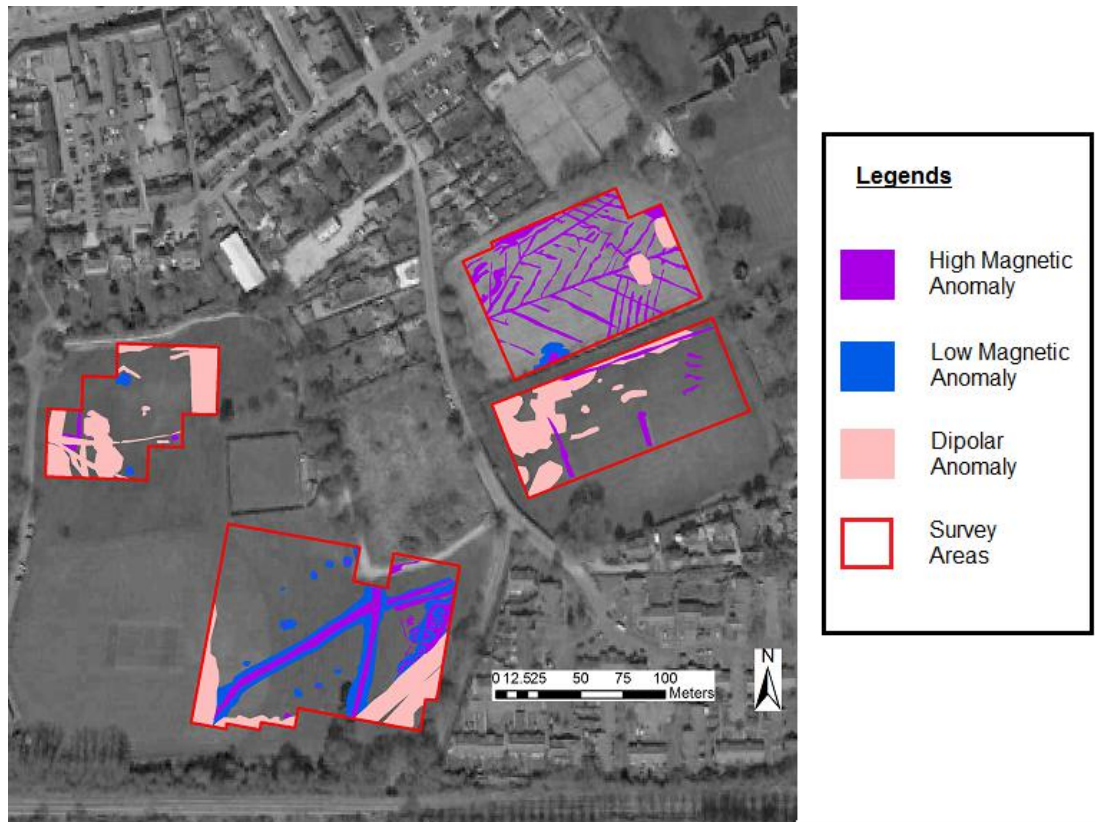 Legends
High Magnetic
Anomaly
Low Magnetic
Anomaly
Dipolar
Anomaly
Survey
Areas
N
0 12.525 50 75 100
Meters